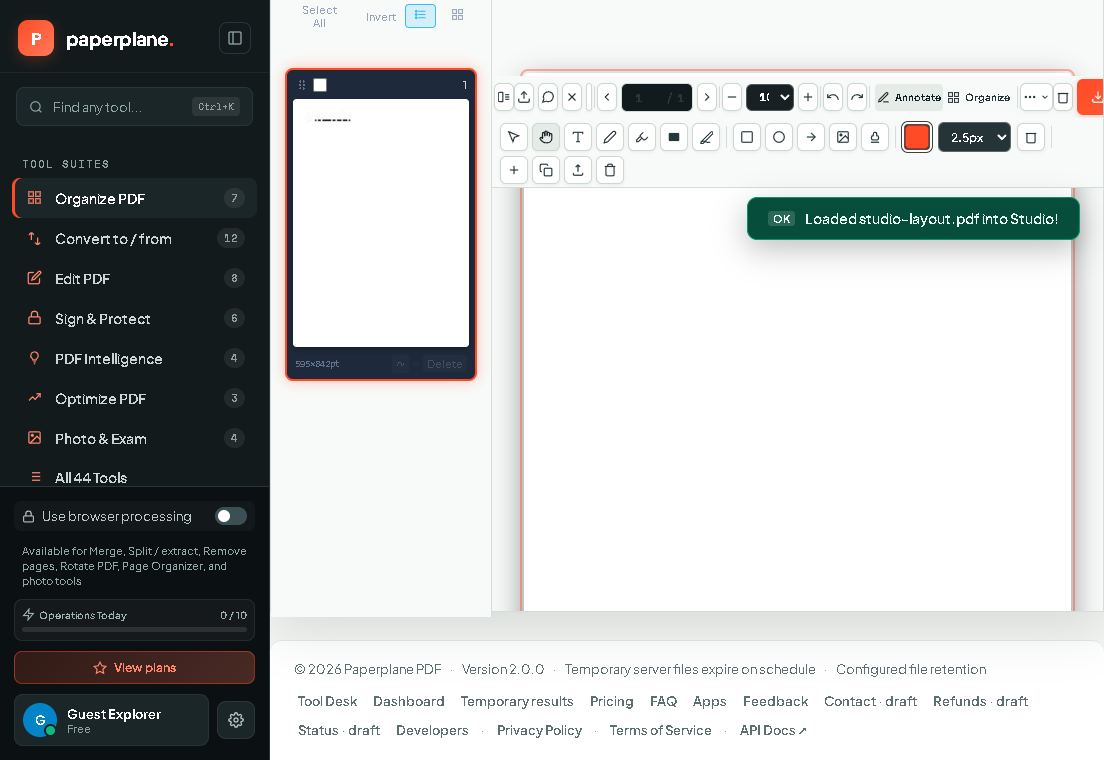 P paperplane.
Find any tool... Ctrl+K
TOOL SUITES
Organize PDF 7
Convert to / from 12
Edit PDF 8
Sign & Protect 6
PDF Intelligence 4
Optimize PDF 3
Photo & Exam 4
All 44 Tools
Use browser processing
Available for Merge, Split / extract, Remove
pages, Rotate PDF, Page Organizer, and
photo tools
Operations Today 0 / 10
View plans
G Guest Explorer
Free
Select
All
Invert
1
595×842pt Delete
1 / 1
Annotate Organize
T 2.5px
OK Loaded studio-layout.pdf into Studio!
© 2026 Paperplane PDF · Version 2.0.0 · Temporary server files expire on schedule · Configured file retention
Tool Desk Dashboard Temporary results Pricing FAQ Apps Feedback Contact · draft Refunds · draft
Status · draft Developers · Privacy Policy · Terms of Service · API Docs ↗